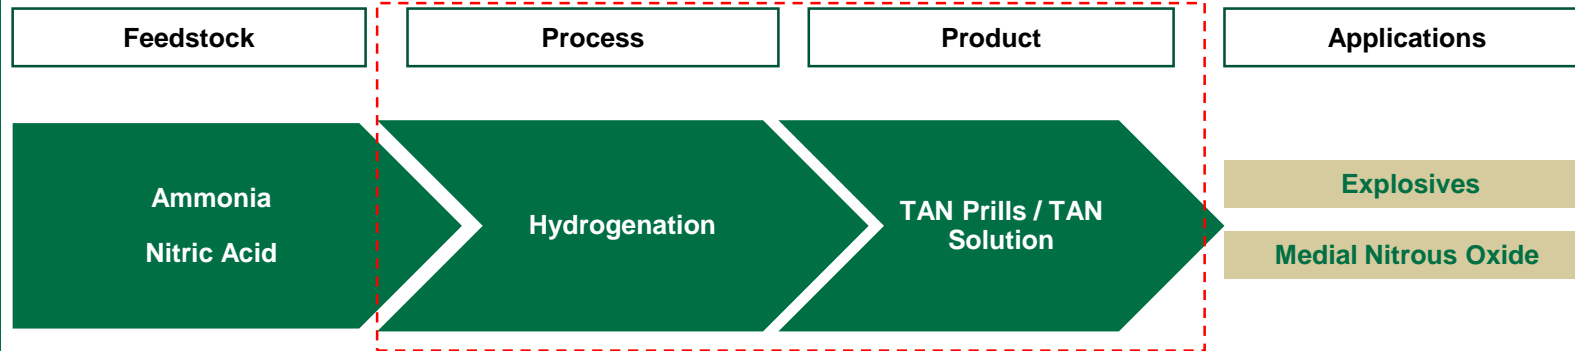 Feedstock
Process
Product
Applications
Ammonia
Nitric Acid
Hydrogenation
TAN Prills / TAN
Solution
Explosives
Medial Nitrous Oxide